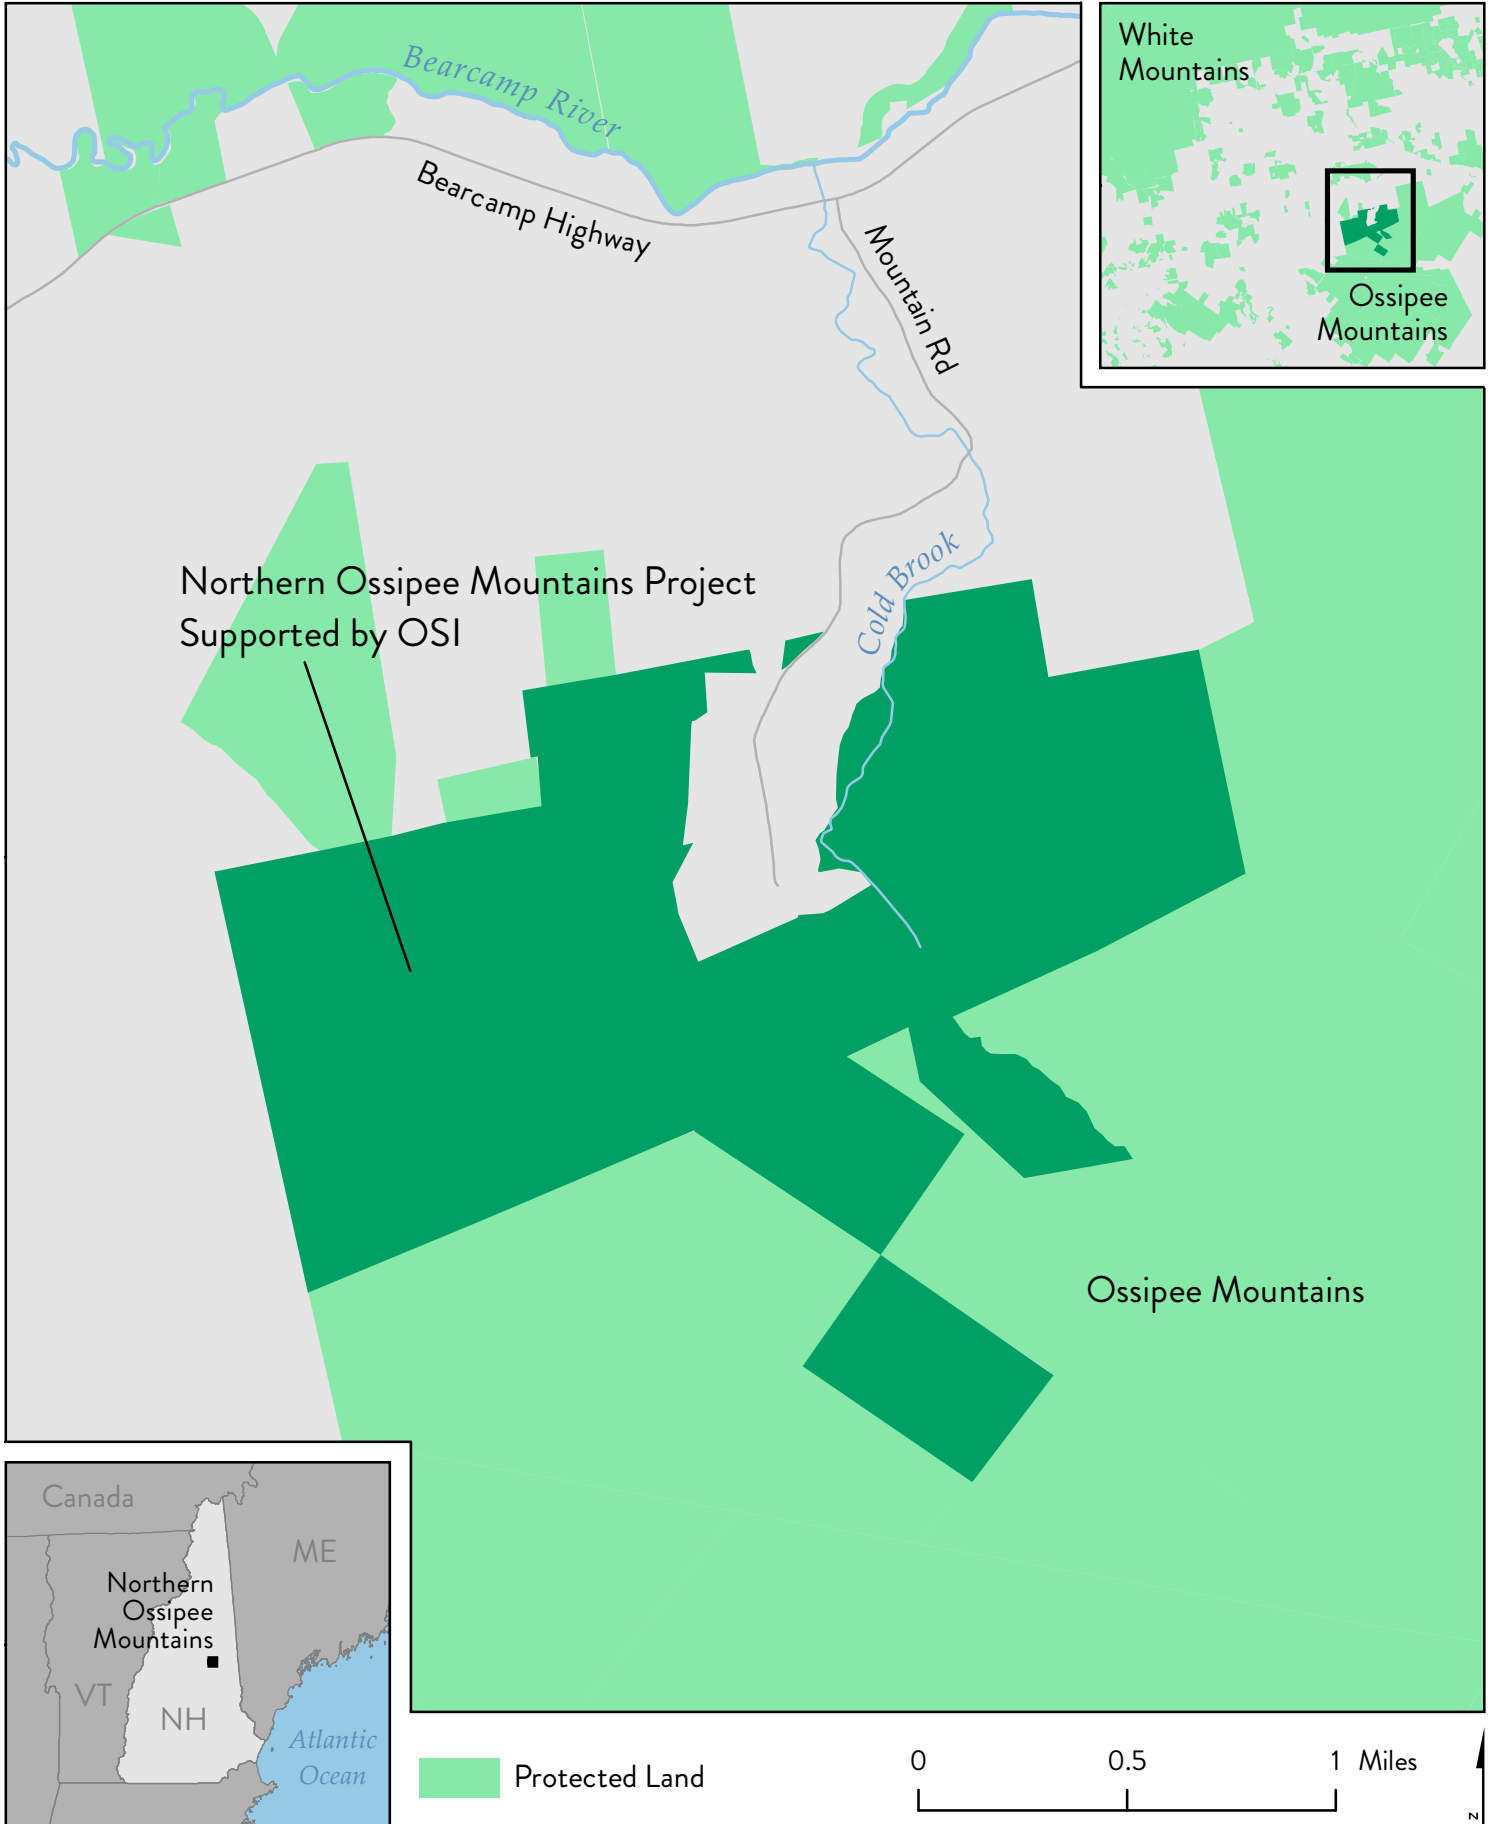 White
Mountains
Bearcamp River
Bearcamp Highway
Mountain Rd
Ossipee
Mountains
Cold Brook
Northern Ossipee Mountains Project
Supported by OSI
Ossipee Mountains
Canada
ME
Northern
Ossipee
Mountains
VT
NH
Atlantic
Ocean
Protected Land
0 0.5 1 Miles
N